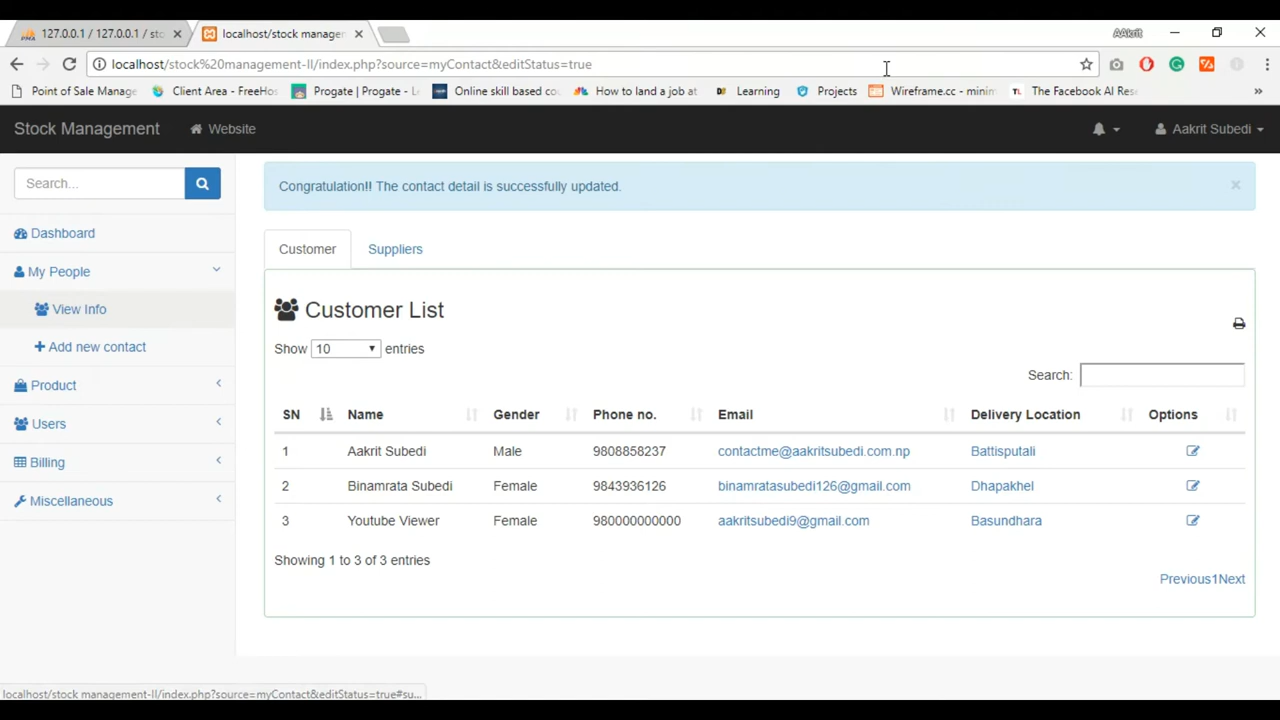 127.0.0.1 / 127.0.0.1 / sto
localhost/stock manage
AAkrit
localhost/stock%20management-II/index.php?source=myContact&editStatus=true
Point of Sale Manage
Client Area - FreeHos
Progate | Progate - L
Online skill based co
How to land a job at
Learning
Projects
Wireframe.cc - minim
The Facebook AI Res
Stock Management
Website
Aakrit Subedi
Search...
Congratulation!! The contact detail is successfully updated.
Dashboard
My People
View Info
Add new contact
Product
Users
Billing
Miscellaneous
Customer
Suppliers
Customer List
Show 10 entries
Search:
SN Name Gender Phone no. Email Delivery Location Options
1 Aakrit Subedi Male 9808858237 contactme@aakritsubedi.com.np Battisputali
2 Binamrata Subedi Female 9843936126 binamratasubedi126@gmail.com Dhapakhel
3 Youtube Viewer Female 980000000000 aakritsubedi9@gmail.com Basundhara
Showing 1 to 3 of 3 entries
Previous1Next
localhost/stock management-II/index.php?source=myContact&editStatus=true#su...